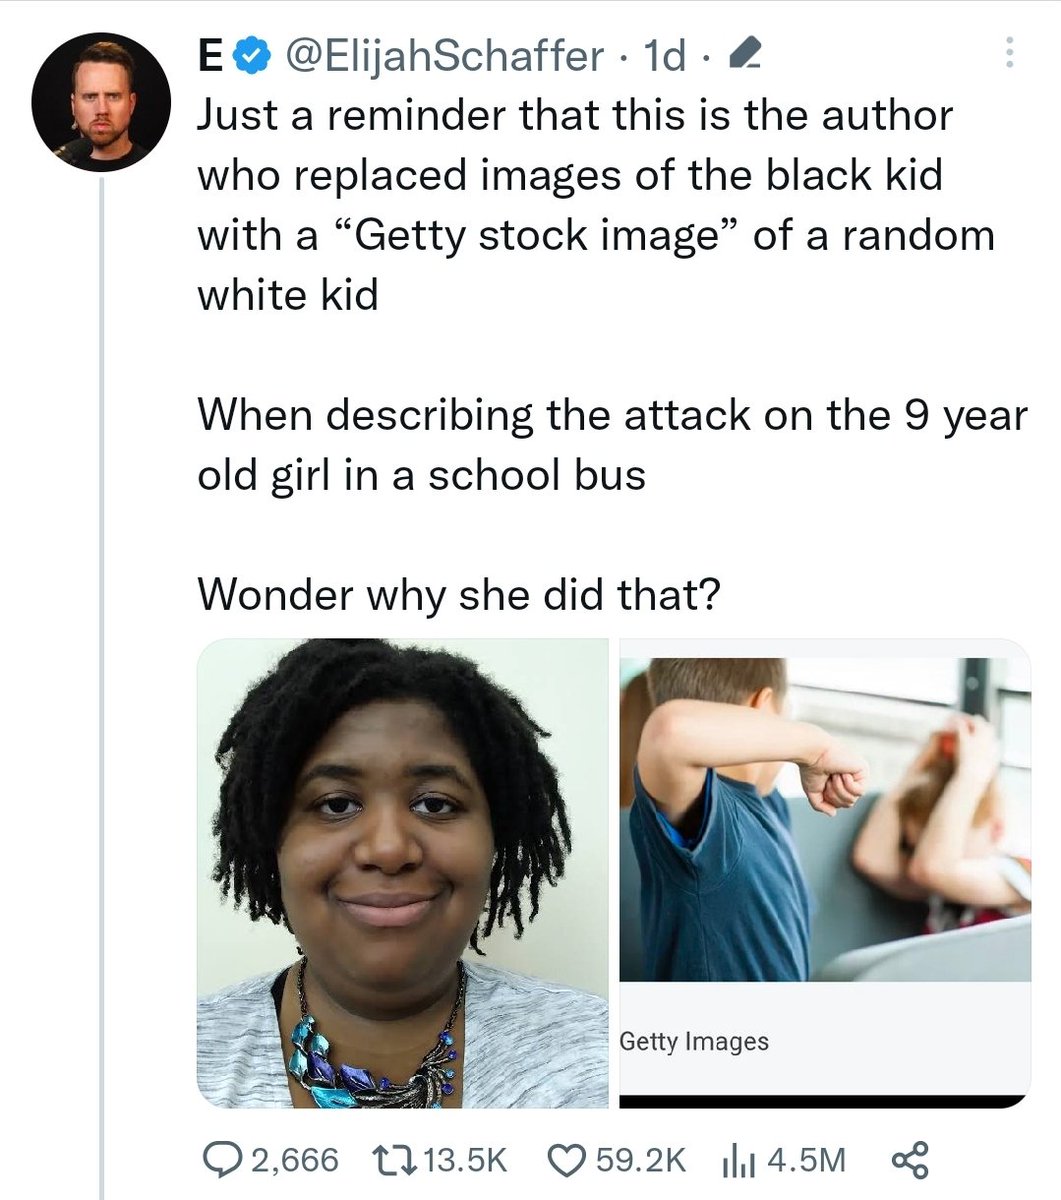 E @ElijahSchaffer · 1d ·
Just a reminder that this is the author
who replaced images of the black kid
with a “Getty stock image” of a random
white kid
When describing the attack on the 9 year
old girl in a school bus
Wonder why she did that?
Getty Images
2,666 13.5K 59.2K 4.5M